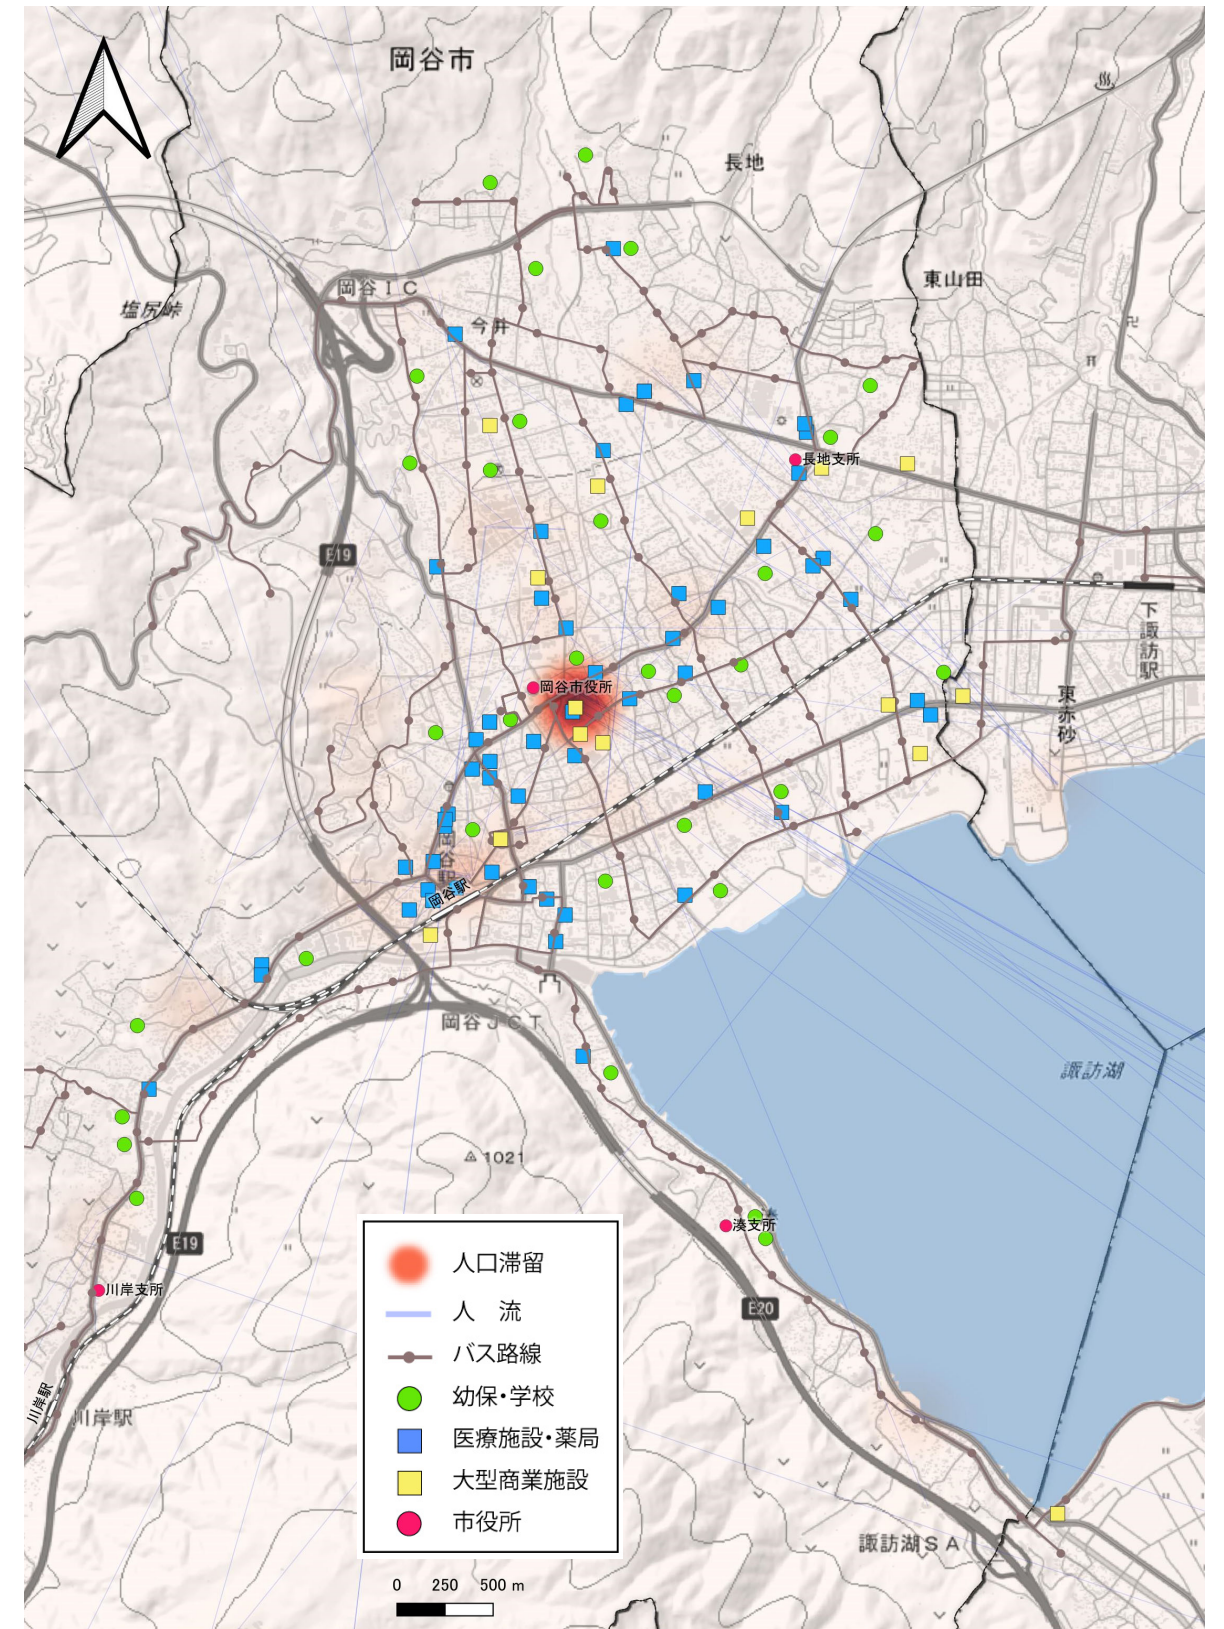 岡谷市
長地
東山田
塩尻峠
岡谷IC
今井
長地支所
E19
下諏訪駅
岡谷市役所
東赤砂
岡谷駅
岡谷駅
岡谷JCT
諏訪湖
1021
湊
湊支所
E19
川岸支所
E20
川岸駅
川岸駅
諏訪湖SA
人口滞留
人　流
バス路線
幼保・学校
医療施設・薬局
大型商業施設
市役所
0 250 500 m